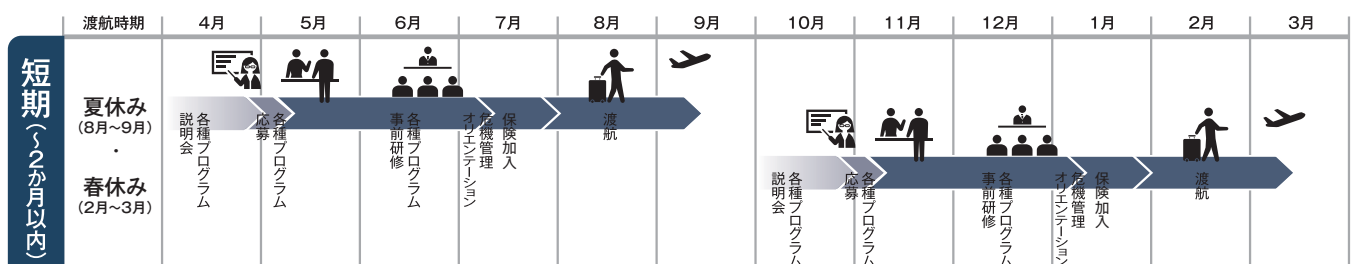 渡航時期
4月
5月
6月
7月
8月
9月
10月
11月
12月
1月
2月
3月
短期(～2か月以内)
夏休み
(8月～9月)
・
春休み
(2月～3月)
各種プログラム
説明会
各種プログラム
応募
各種プログラム
事前研修
保険加入
危機管理
オリエンテーション
渡航
各種プログラム
説明会
各種プログラム
応募
各種プログラム
事前研修
保険加入
危機管理
オリエンテーション
渡航